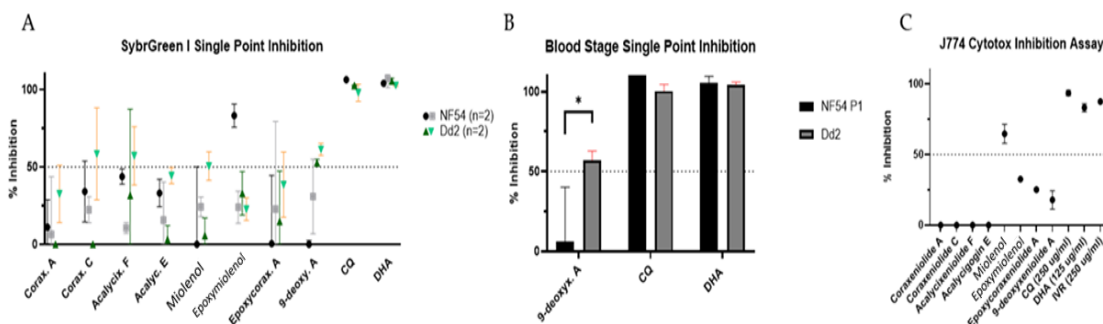 A
SybrGreen I Single Point Inhibition
% Inhibition
100
50
0
Corax. A
Corax. C
Acalycix. F
Acalyc. E
Miolenol
Epoxymiolenol
Epoxycorax. A
9-deoxy. A
CQ
DHA
NF54 (n=2)
Dd2 (n=2)
B
Blood Stage Single Point Inhibition
% Inhibition
100
50
0
*
9-deoxyx. A
CQ
DHA
NF54 P1
Dd2
C
J774 Cytotox Inhibition Assay
% Inhibition
100
50
0
Coraxeniolide A
Coraxeniolide C
Acalycixeniolide F
Acalycigogin E
Miolenol
Epoxymiolenol
Epoxycoraxeniolide A
9-deoxyxeniolide A
CQ (250 ug/ml)
DHA (125 ug/ml)
IVR (250 ug/ml)